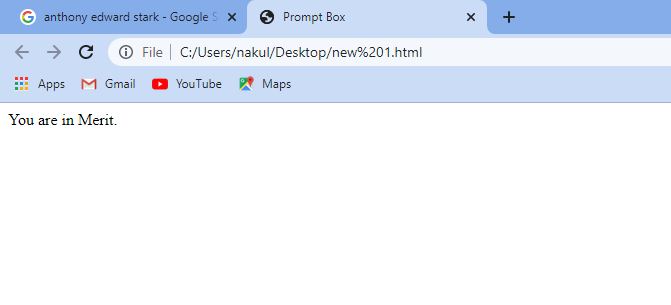 anthony edward stark - Google S
Prompt Box
File C:/Users/nakul/Desktop/new%201.html
Apps Gmail YouTube Maps
You are in Merit.